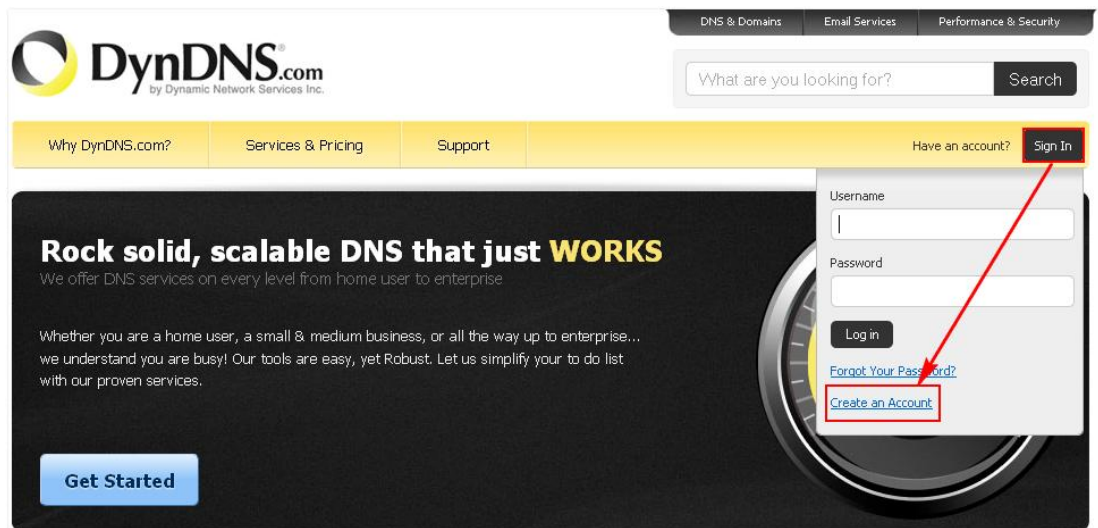 DNS & Domains Email Services Performance & Security
DynDNS®.com
by Dynamic Network Services Inc.
What are you looking for? Search
Why DynDNS.com? Services & Pricing Support Have an account? Sign In
Username
Password
Log in
Forgot Your Password?
Create an Account
Rock solid, scalable DNS that just WORKS
We offer DNS services on every level from home user to enterprise
Whether you are a home user, a small & medium business, or all the way up to enterprise...
we understand you are busy! Our tools are easy, yet Robust. Let us simplify your to do list
with our proven services.
Get Started